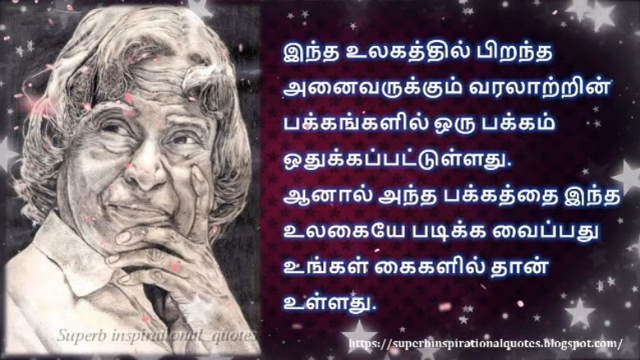 இந்த உலகத்தில் பிறந்த
அனைவருக்கும் வரலாற்றின்
பக்கங்களில் ஒரு பக்கம்
ஒதுக்கப்பட்டுள்ளது.
ஆனால் அந்த பக்கத்தை இந்த
உலகையே படிக்க வைப்பது
உங்கள் கைகளில் தான்
உள்ளது.
Superb inspirational_quotes
https://superbinspirationalquotes.blogspot.com/